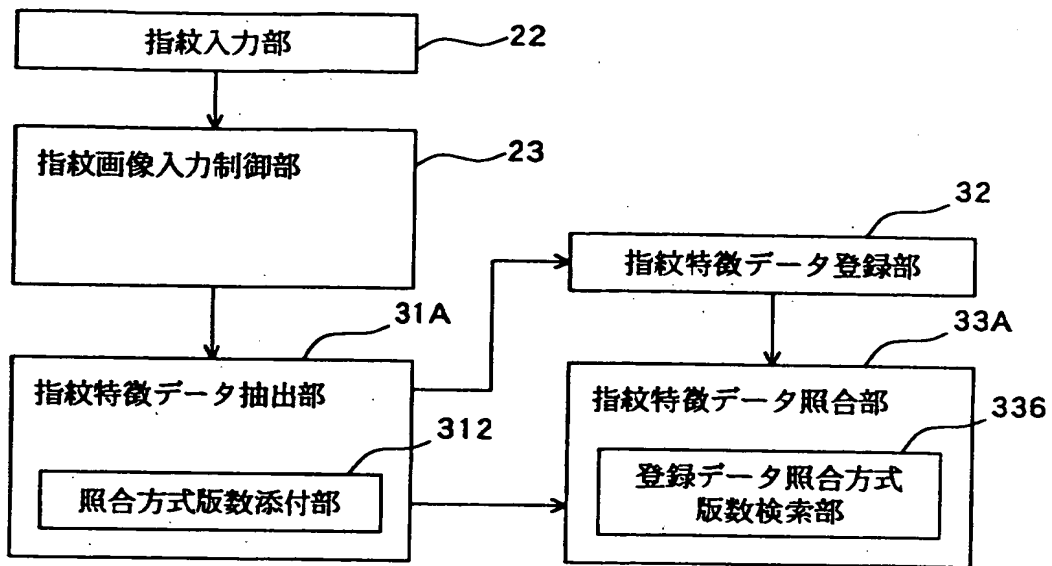 指紋入力部
22
指紋画像入力制御部
23
32
指紋特徴データ登録部
31A
指紋特徴データ抽出部
312
照合方式版数添付部
33A
指紋特徴データ照合部
336
登録データ照合方式
版数検索部